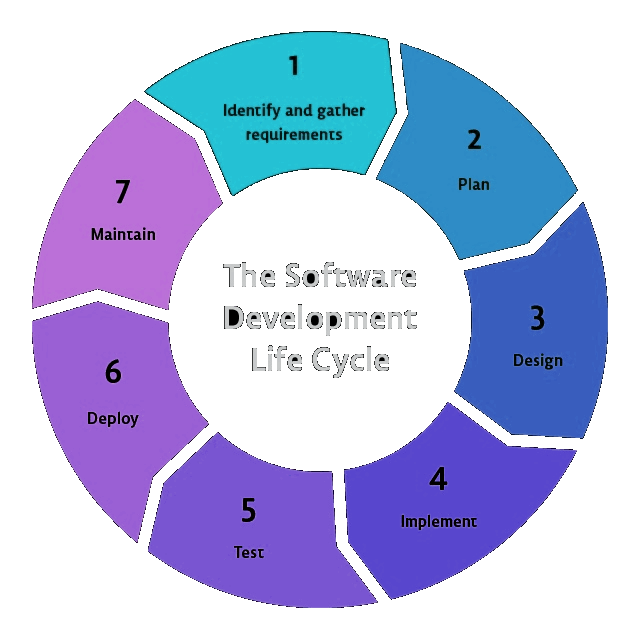 1
Identify and gather
requirements
2
Plan
3
Design
4
Implement
5
Test
6
Deploy
7
Maintain
The Software
Development
Life Cycle